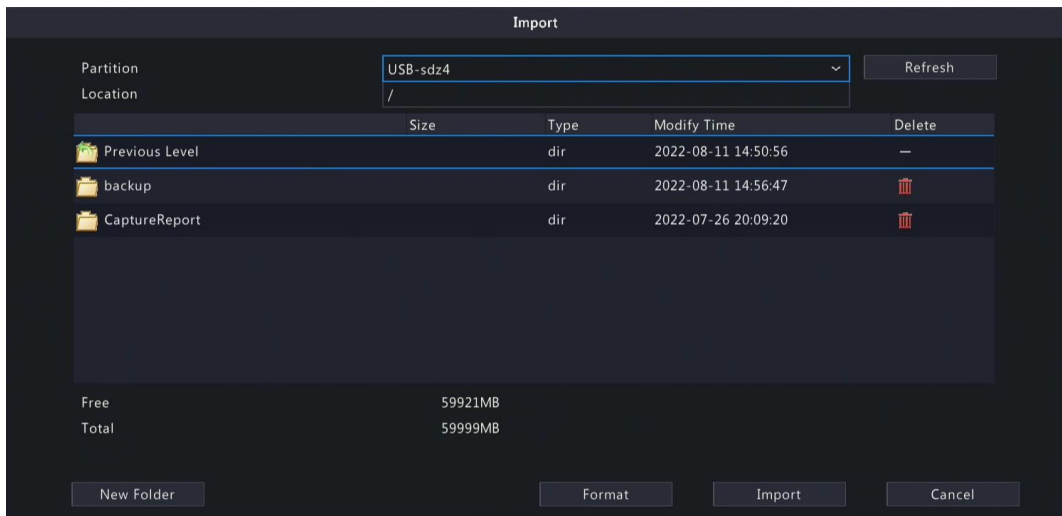 Import
Partition USB-sdz4 Refresh
Location /
Size Type Modify Time Delete
Previous Level dir 2022-08-11 14:50:56 —
backup dir 2022-08-11 14:56:47
CaptureReport dir 2022-07-26 20:09:20
Free 59921MB
Total 59999MB
New Folder Format Import Cancel